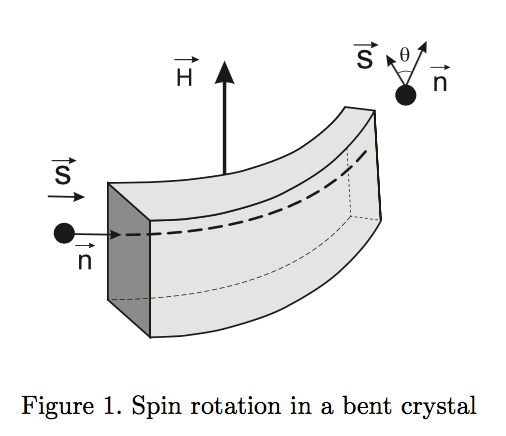 H
S θ
n
S
n
Figure 1. Spin rotation in a bent crystal